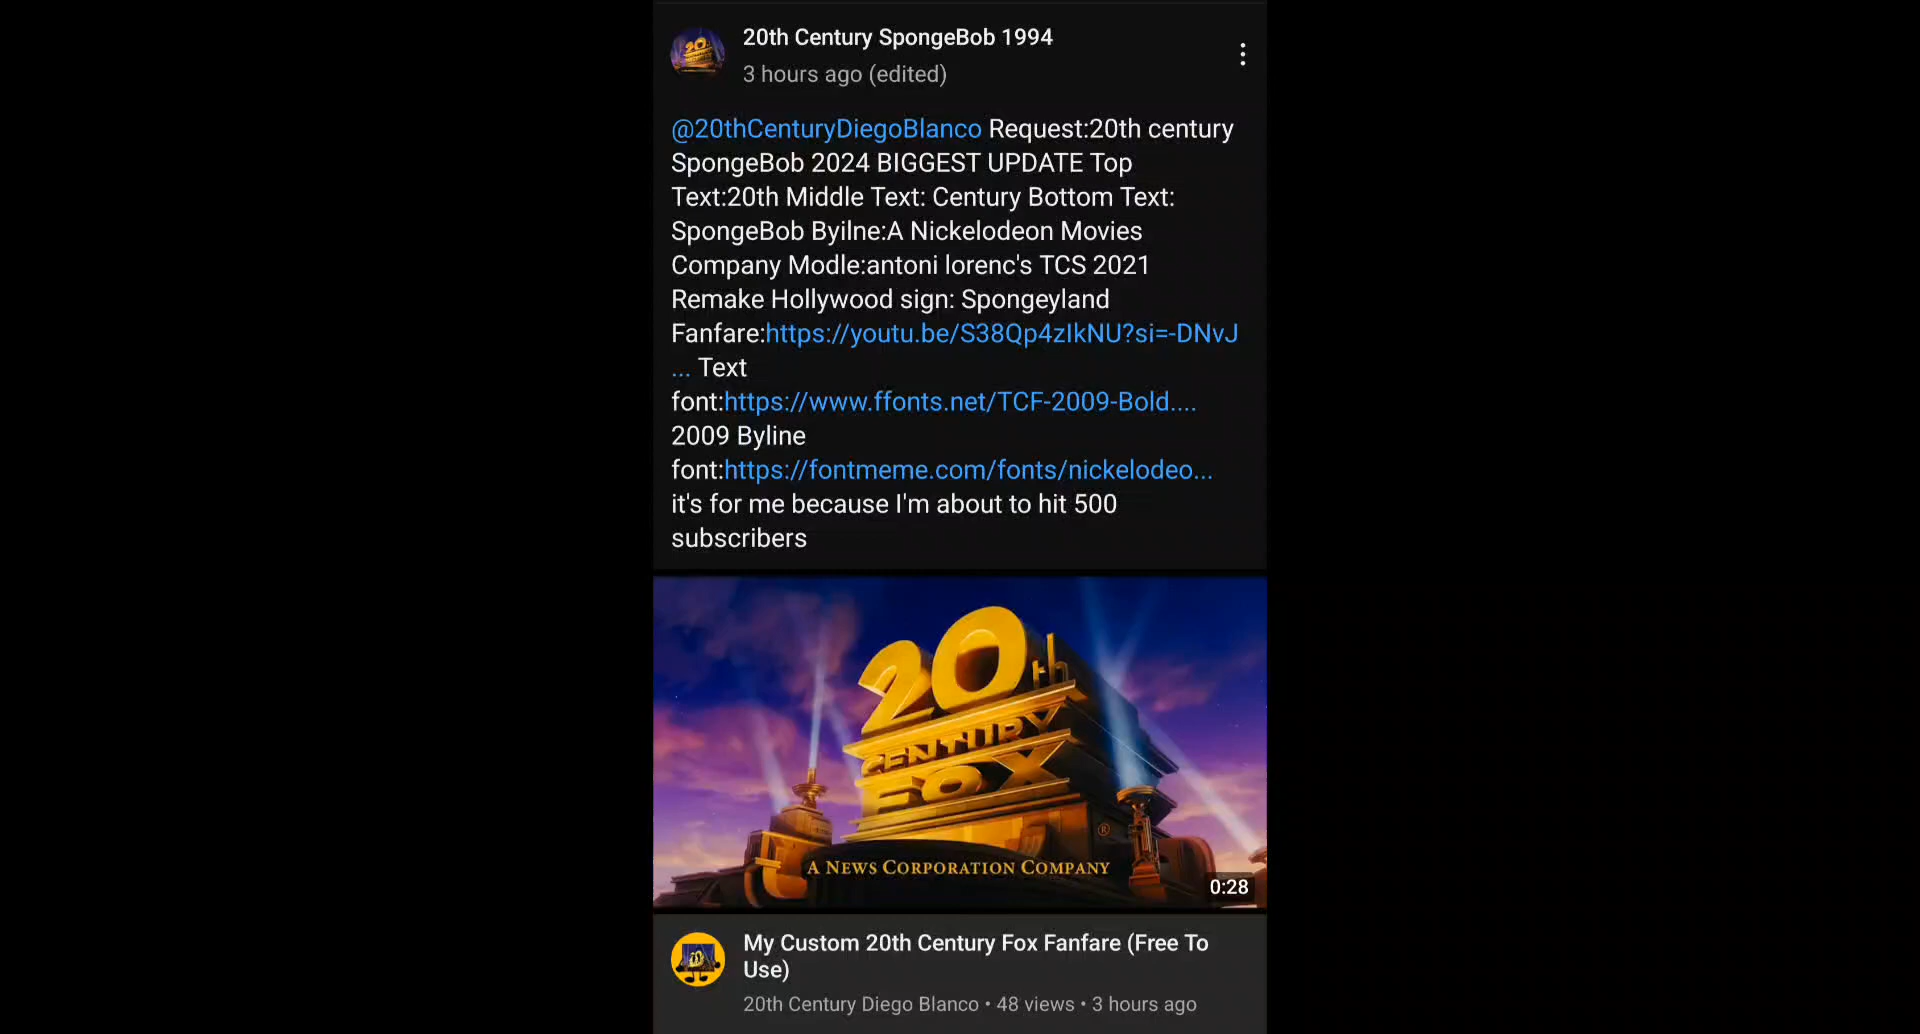 20th Century SpongeBob 1994
3 hours ago (edited)
@20thCenturyDiegoBlanco Request:20th century
SpongeBob 2024 BIGGEST UPDATE Top
Text:20th Middle Text: Century Bottom Text:
SpongeBob Byilne:A Nickelodeon Movies
Company Modle:antoni lorenc's TCS 2021
Remake Hollywood sign: Spongeyland
Fanfare:https://youtu.be/S38Qp4zIkNU?si=-DNvJ
... Text
font:https://www.ffonts.net/TCF-2009-Bold....
2009 Byline
font:https://fontmeme.com/fonts/nickelodeo...
it's for me because I'm about to hit 500
subscribers
20th
CENTURY
FOX
®
A NEWS CORPORATION COMPANY
0:28
My Custom 20th Century Fox Fanfare (Free To
Use)
20th Century Diego Blanco • 48 views • 3 hours ago